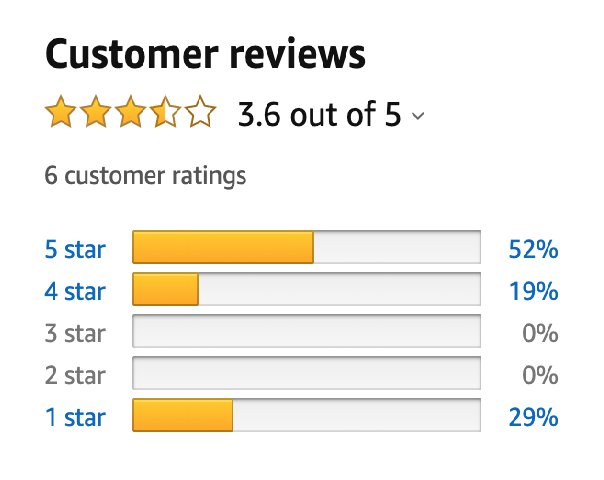 Customer reviews
3.6 out of 5
6 customer ratings
5 star 52%
4 star 19%
3 star 0%
2 star 0%
1 star 29%